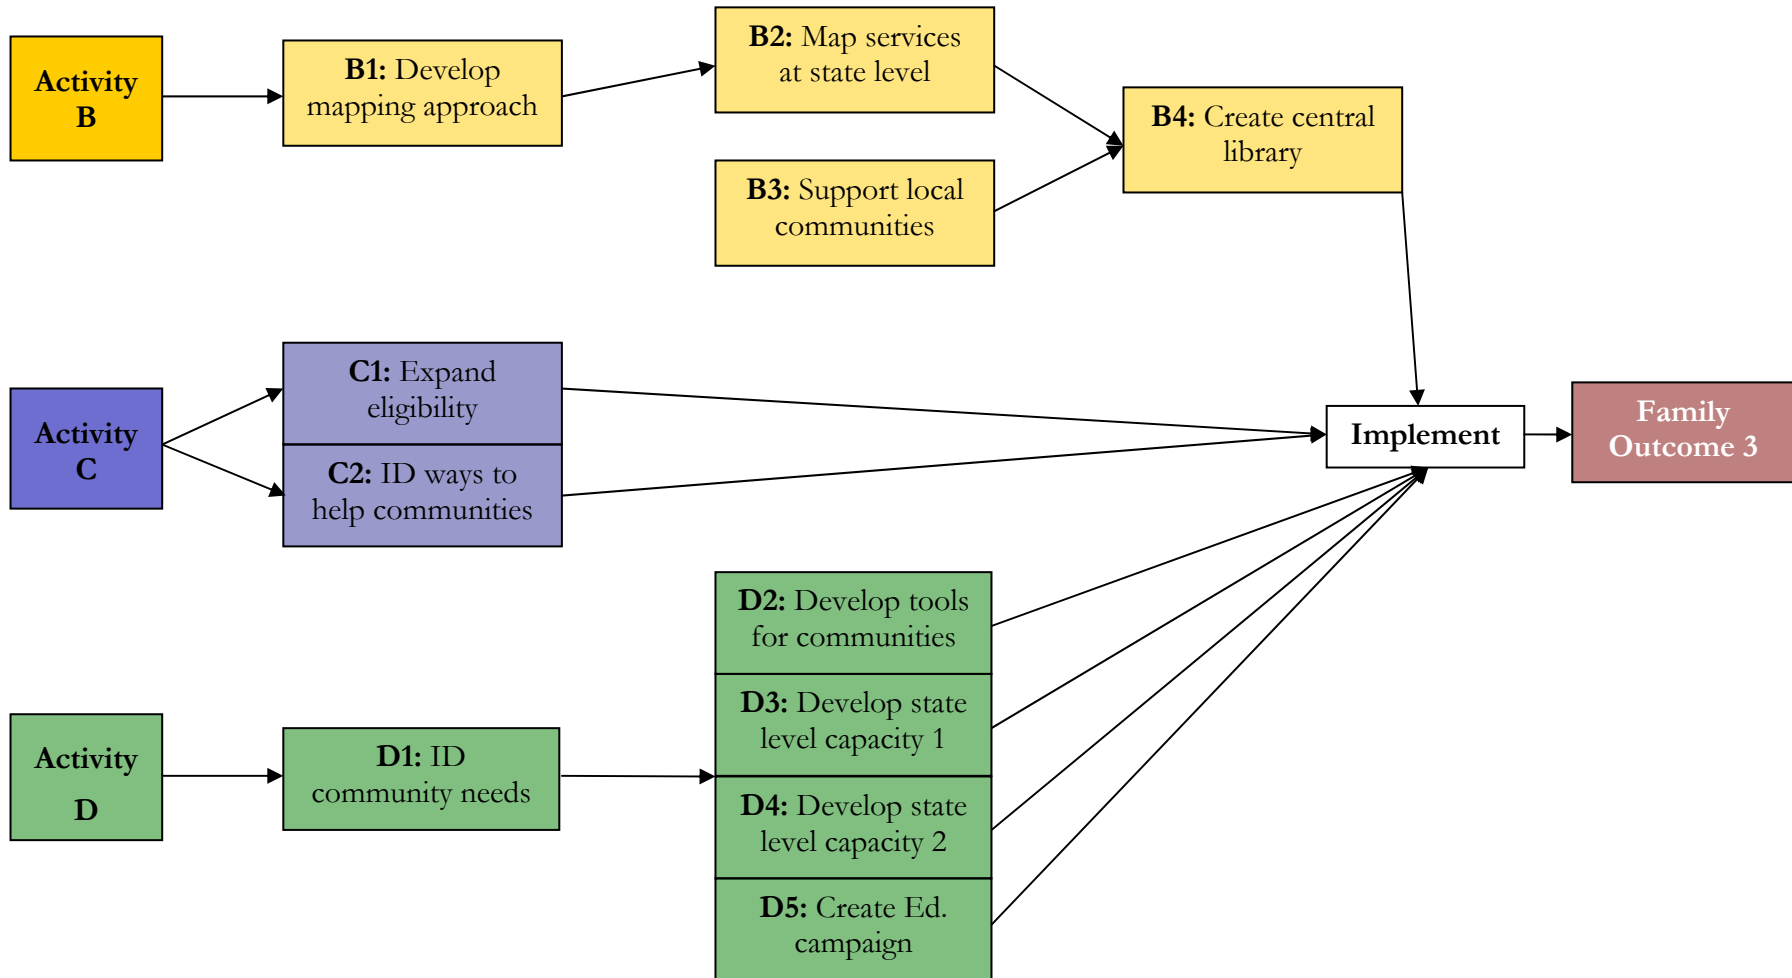 Activity
B
B1: Develop
mapping approach
B2: Map services
at state level
B3: Support local
communities
B4: Create central
library
Activity
C
C1: Expand
eligibility
C2: ID ways to
help communities
Implement
Family
Outcome 3
Activity
D
D1: ID
community needs
D2: Develop tools
for communities
D3: Develop state
level capacity 1
D4: Develop state
level capacity 2
D5: Create Ed.
campaign